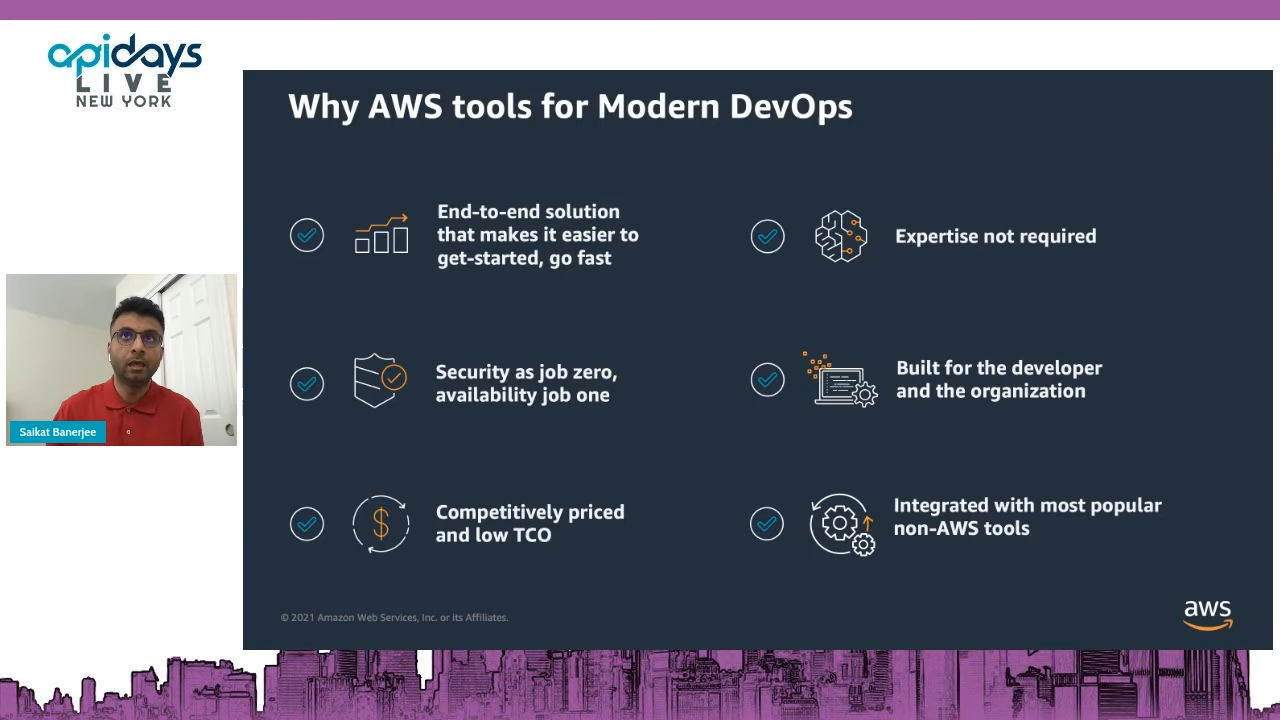 apidays
LIVE
NEW YORK
Why AWS tools for Modern DevOps
End-to-end solution
that makes it easier to
get-started, go fast
Expertise not required
Security as job zero,
availability job one
Built for the developer
and the organization
Competitively priced
and low TCO
Integrated with most popular
non-AWS tools
Saikat Banerjee
© 2021 Amazon Web Services, Inc. or its Affiliates.
aws